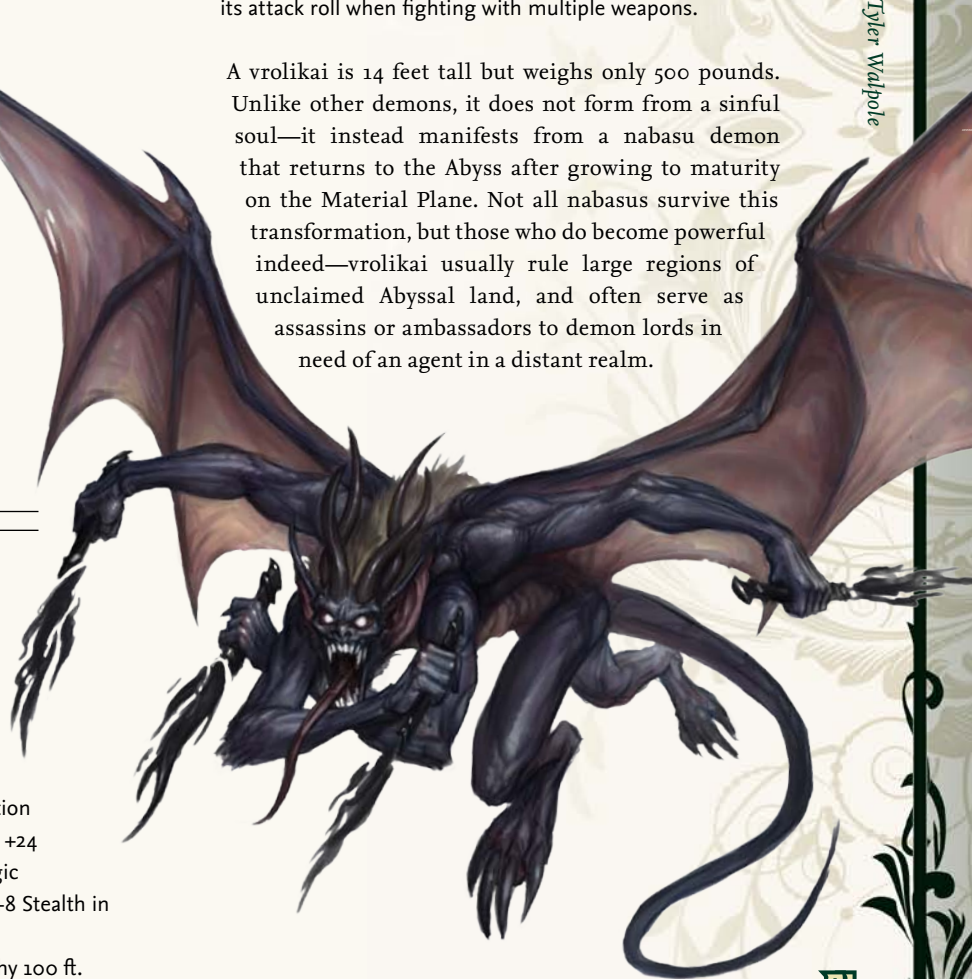 its attack roll when fighting with multiple weapons.
A vrolikai is 14 feet tall but weighs only 500 pounds.
Unlike other demons, it does not form from a sinful
soul—it instead manifests from a nabasu demon
that returns to the Abyss after growing to maturity
on the Material Plane. Not all nabasus survive this
transformation, but those who do become powerful
indeed—vrolikai usually rule large regions of
unclaimed Abyssal land, and often serve as
assassins or ambassadors to demon lords in
need of an agent in a distant realm.
Tyler Walpole
+24
-8 Stealth in
100 ft.